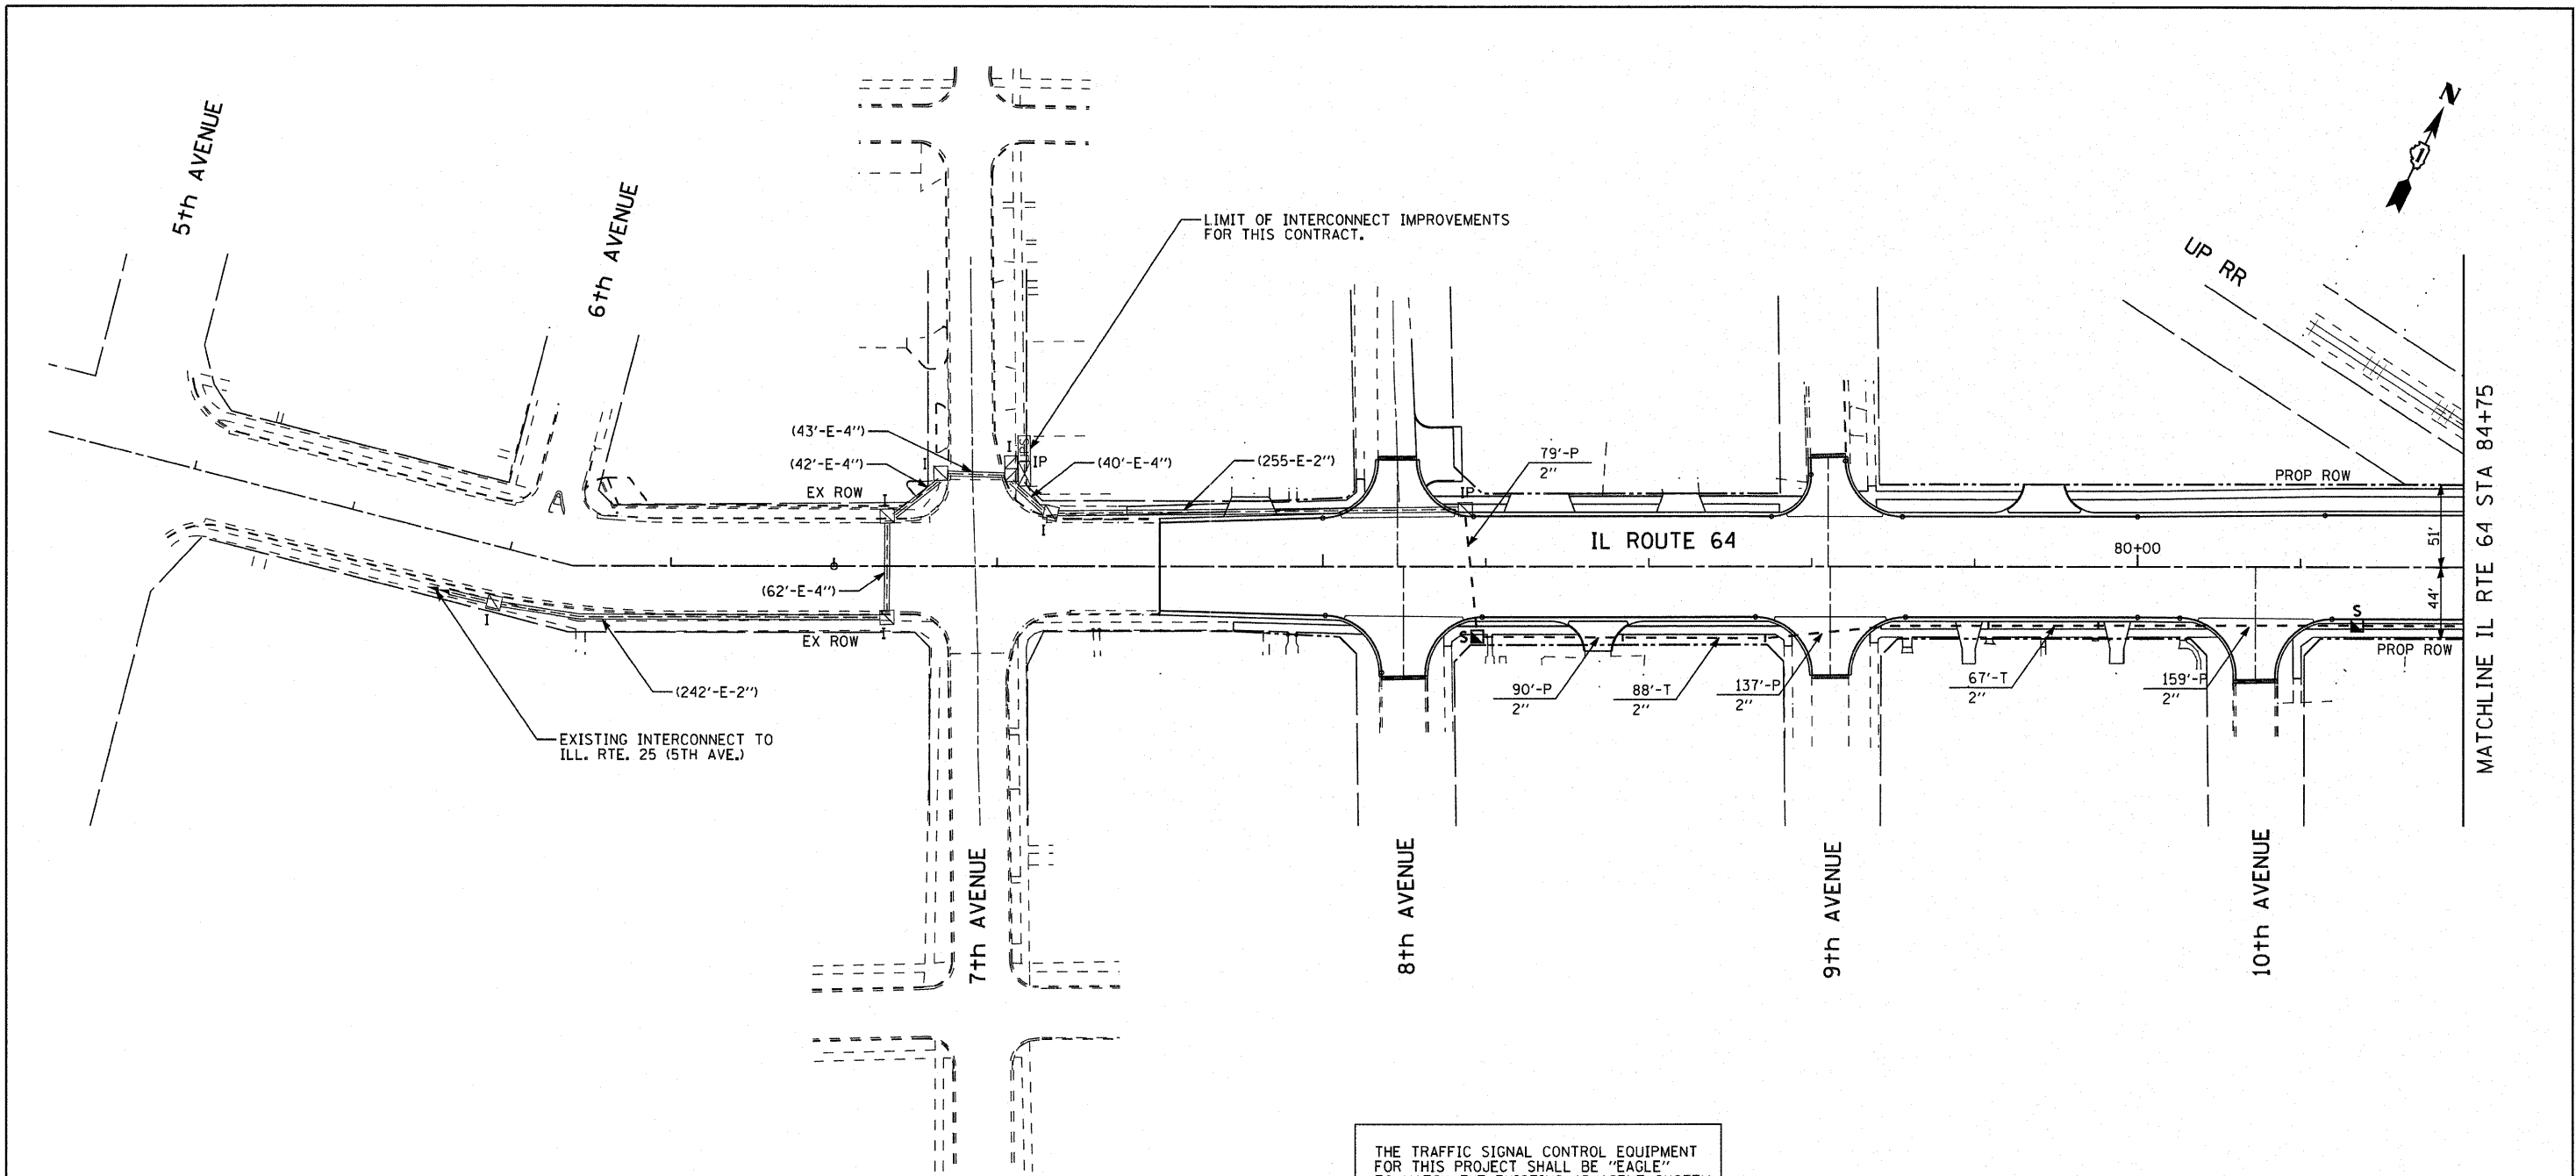 5th AVENUE
6th AVENUE
N
1
LIMIT OF INTERCONNECT IMPROVEMENTS
FOR THIS CONTRACT.
UP RR
MATCHLINE IL RTE 64 STA 84+75
(43'-E-4")
(42'-E-4")
I
I
IP
(40'-E-4")
(255-E-2")
79'-P
2"
IP
PROP ROW
EX ROW
I
I
IL ROUTE 64
80+00
51'
44'
(62'-E-4")
I
I
EX ROW
S
S
PROP ROW
(242'-E-2")
90'-P
2"
88'-T
2"
137'-P
2"
67'-T
2"
159'-P
2"
EXISTING INTERCONNECT TO
ILL. RTE. 25 (5TH AVE.)
7th AVENUE
8th AVENUE
9th AVENUE
10th AVENUE
THE TRAFFIC SIGNAL CONTROL EQUIPMENT
FOR THIS PROJECT SHALL BE "EAGLE"